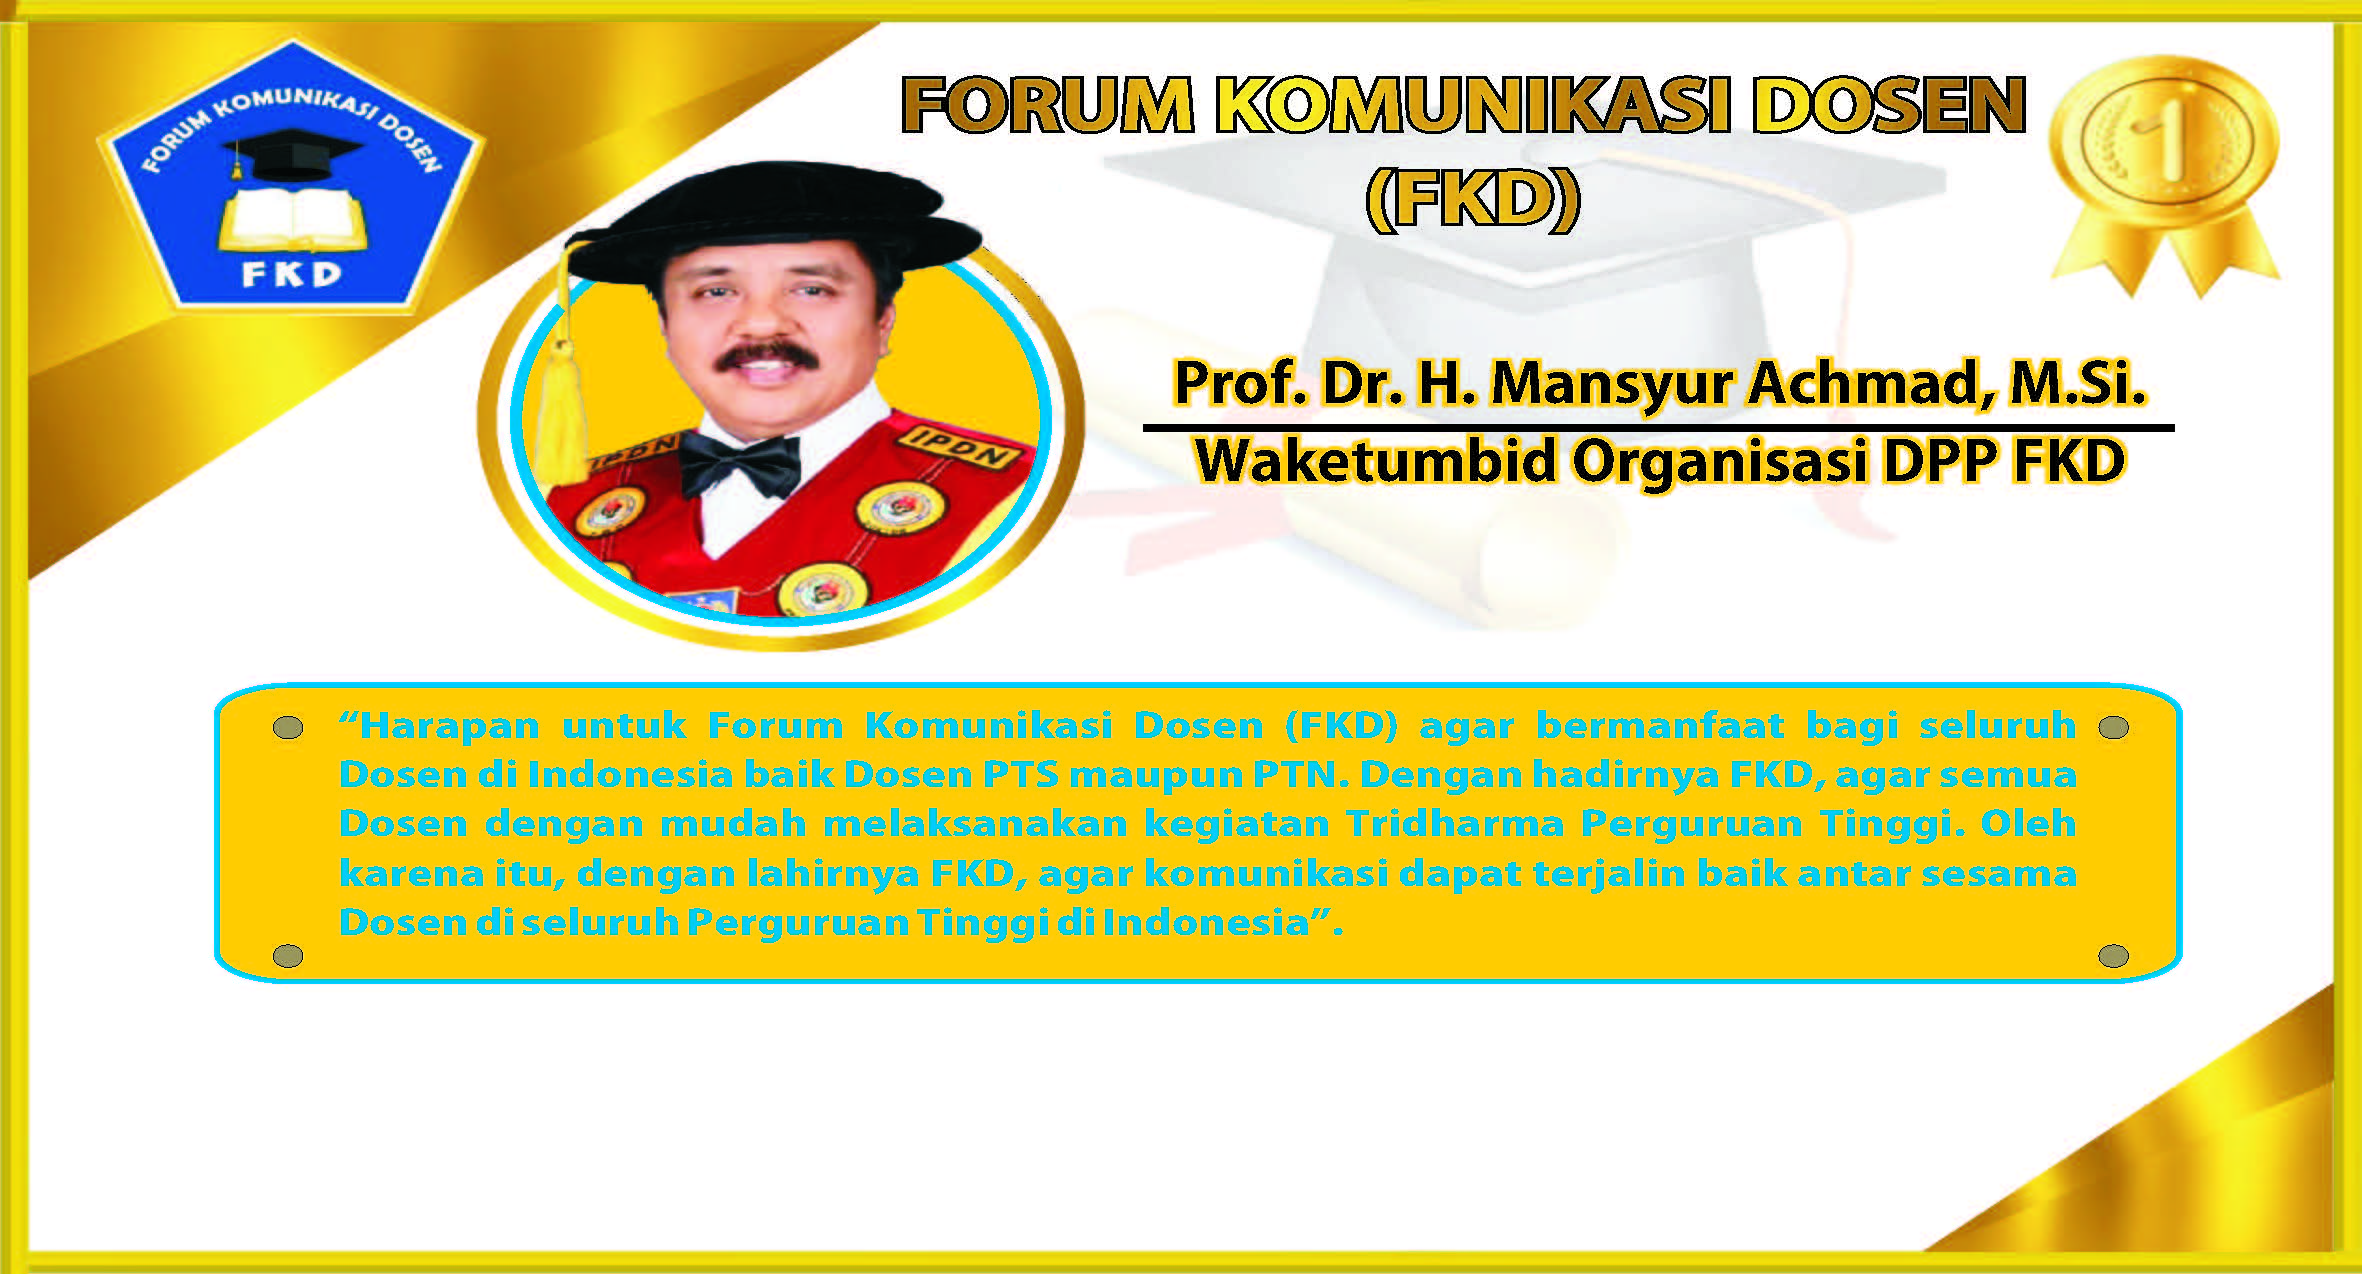 FORUM KOMUNIKASI DOSEN
FKD
FORUM KOMUNIKASI DOSEN
(FKD)
1
Prof. Dr. H. Mansyur Achmad, M.Si.
Waketumbid Organisasi DPP FKD
IPDN
IPDN
“Harapan untuk Forum Komunikasi Dosen (FKD) agar bermanfaat bagi seluruh
Dosen di Indonesia baik Dosen PTS maupun PTN. Dengan hadirnya FKD, agar semua
Dosen dengan mudah melaksanakan kegiatan Tridharma Perguruan Tinggi. Oleh
karena itu, dengan lahirnya FKD, agar komunikasi dapat terjalin baik antar sesama
Dosen di seluruh Perguruan Tinggi di Indonesia”.